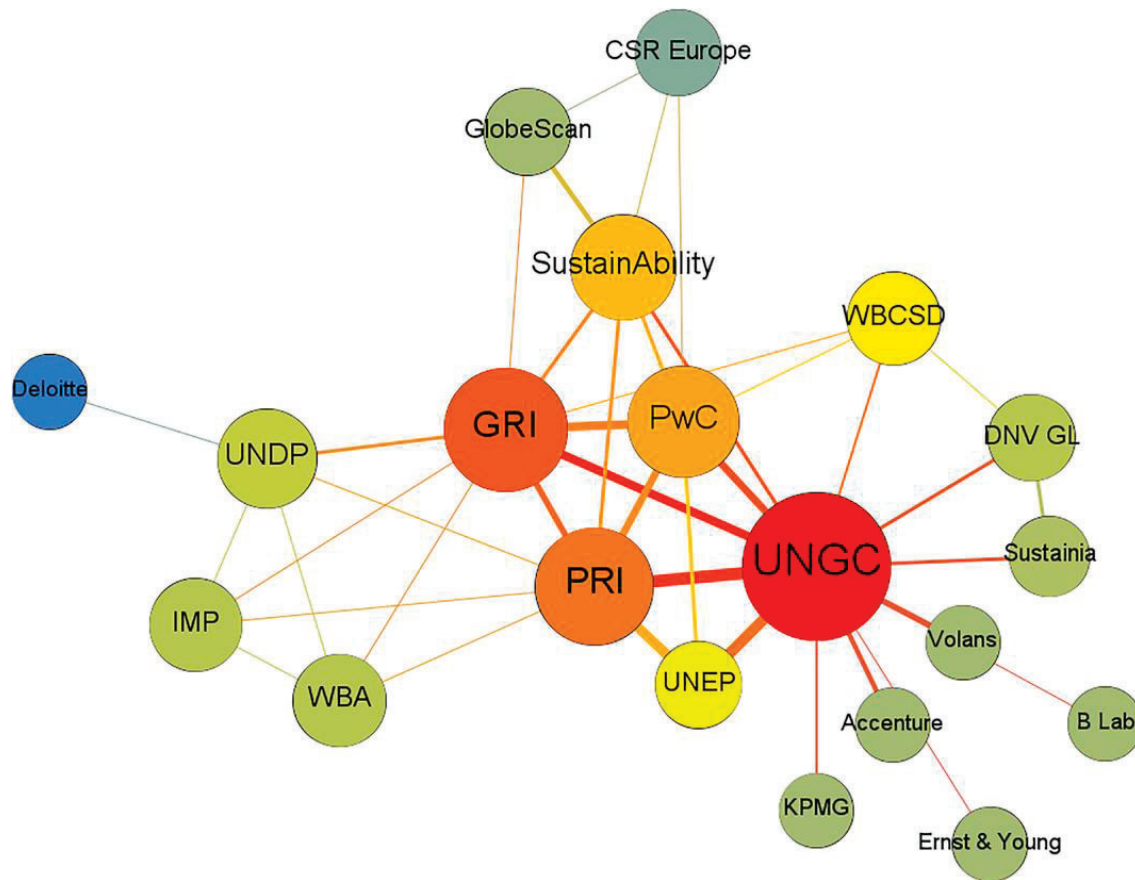 CSR Europe
GlobeScan
SustainAbility
WBCSD
Deloitte
GRI
PwC
UNDP
DNV GL
UNGC
Sustainia
PRI
IMP
Volans
UNEP
WBA
Accenture
B Lab
KPMG
Ernst & Young